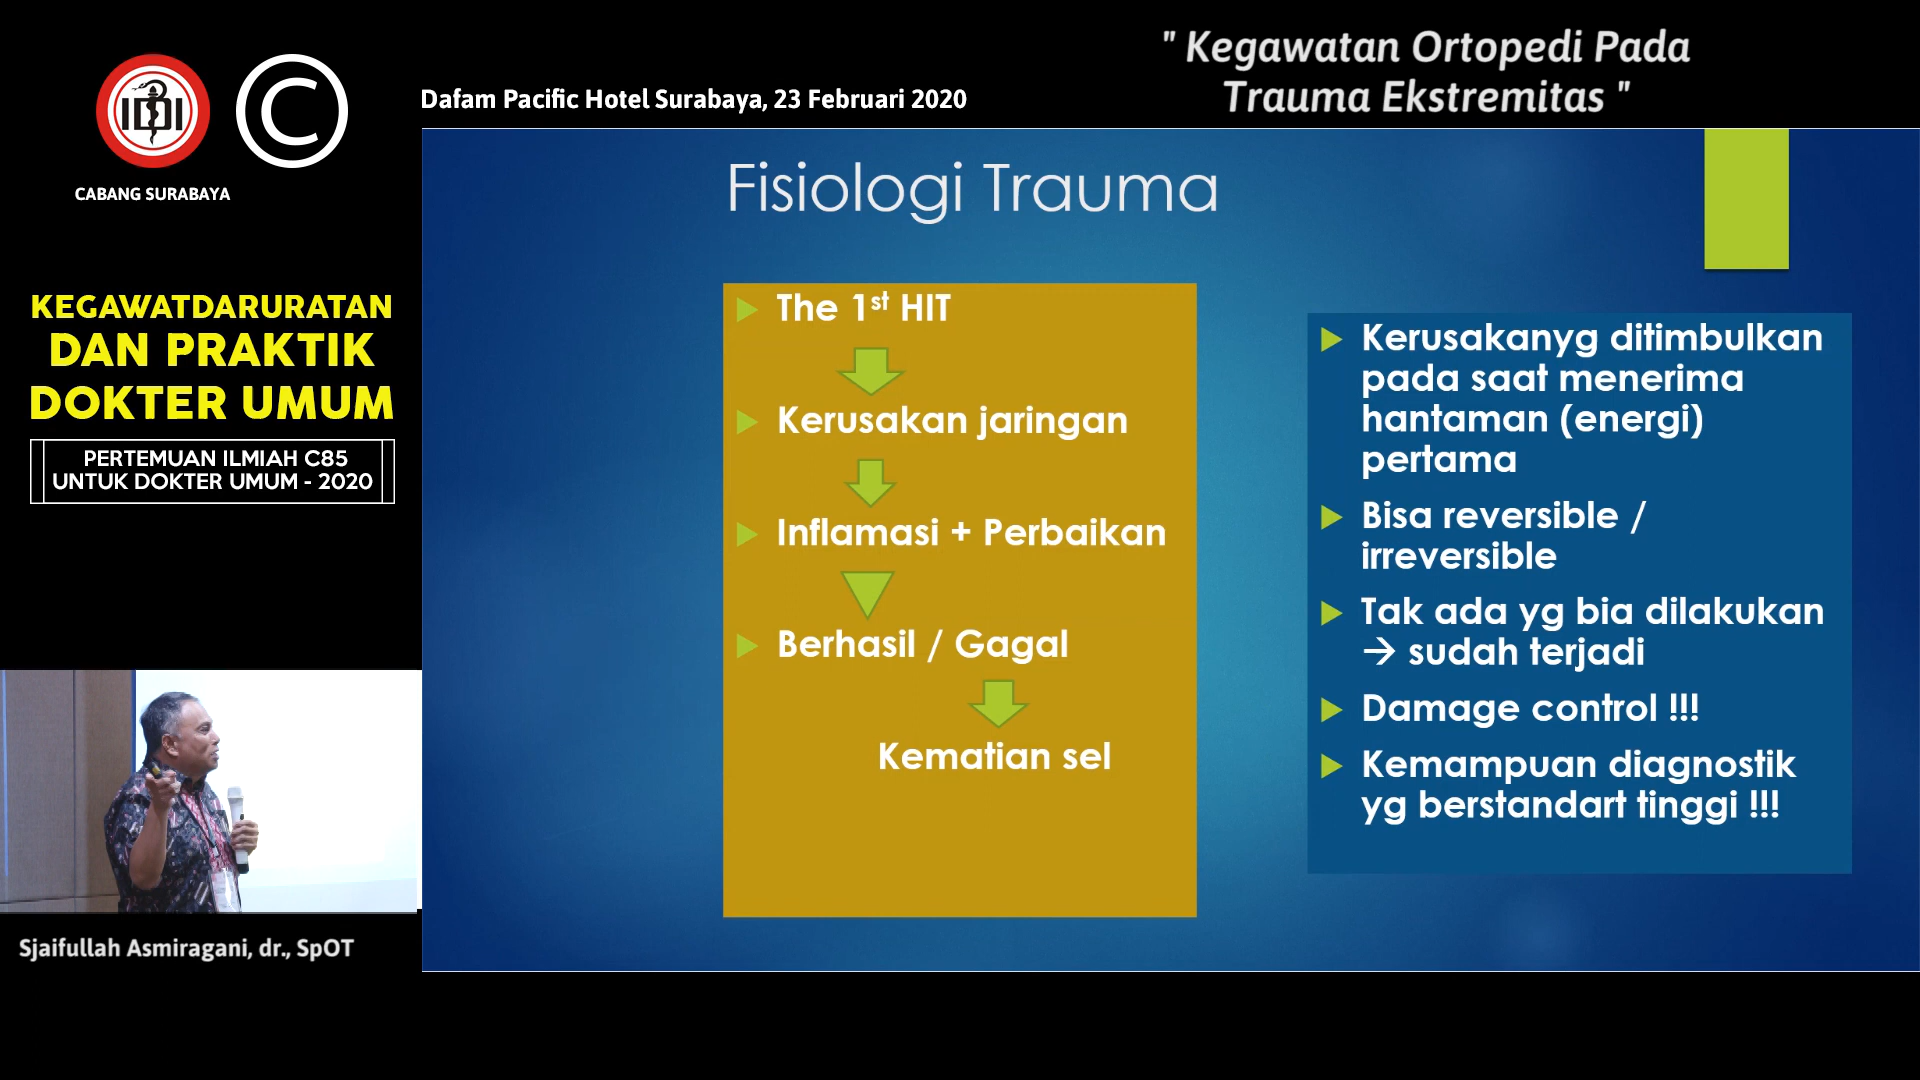 IDI
C
CABANG SURABAYA
Dafam Pacific Hotel Surabaya, 23 Februari 2020
" Kegawatan Ortopedi Pada
Trauma Ekstremitas "
KEGAWATDARURATAN
DAN PRAKTIK
DOKTER UMUM
PERTEMUAN ILMIAH C85
UNTUK DOKTER UMUM - 2020
Sjaifullah Asmiragani, dr., SpOT
Fisiologi Trauma
The 1st HIT
Kerusakan jaringan
Inflamasi + Perbaikan
Berhasil / Gagal
Kematian sel
Kerusakanyg ditimbulkan
pada saat menerima
hantaman (energi)
pertama
Bisa reversible /
irreversible
Tak ada yg bia dilakukan
→ sudah terjadi
Damage control !!!
Kemampuan diagnostik
yg berstandart tinggi !!!